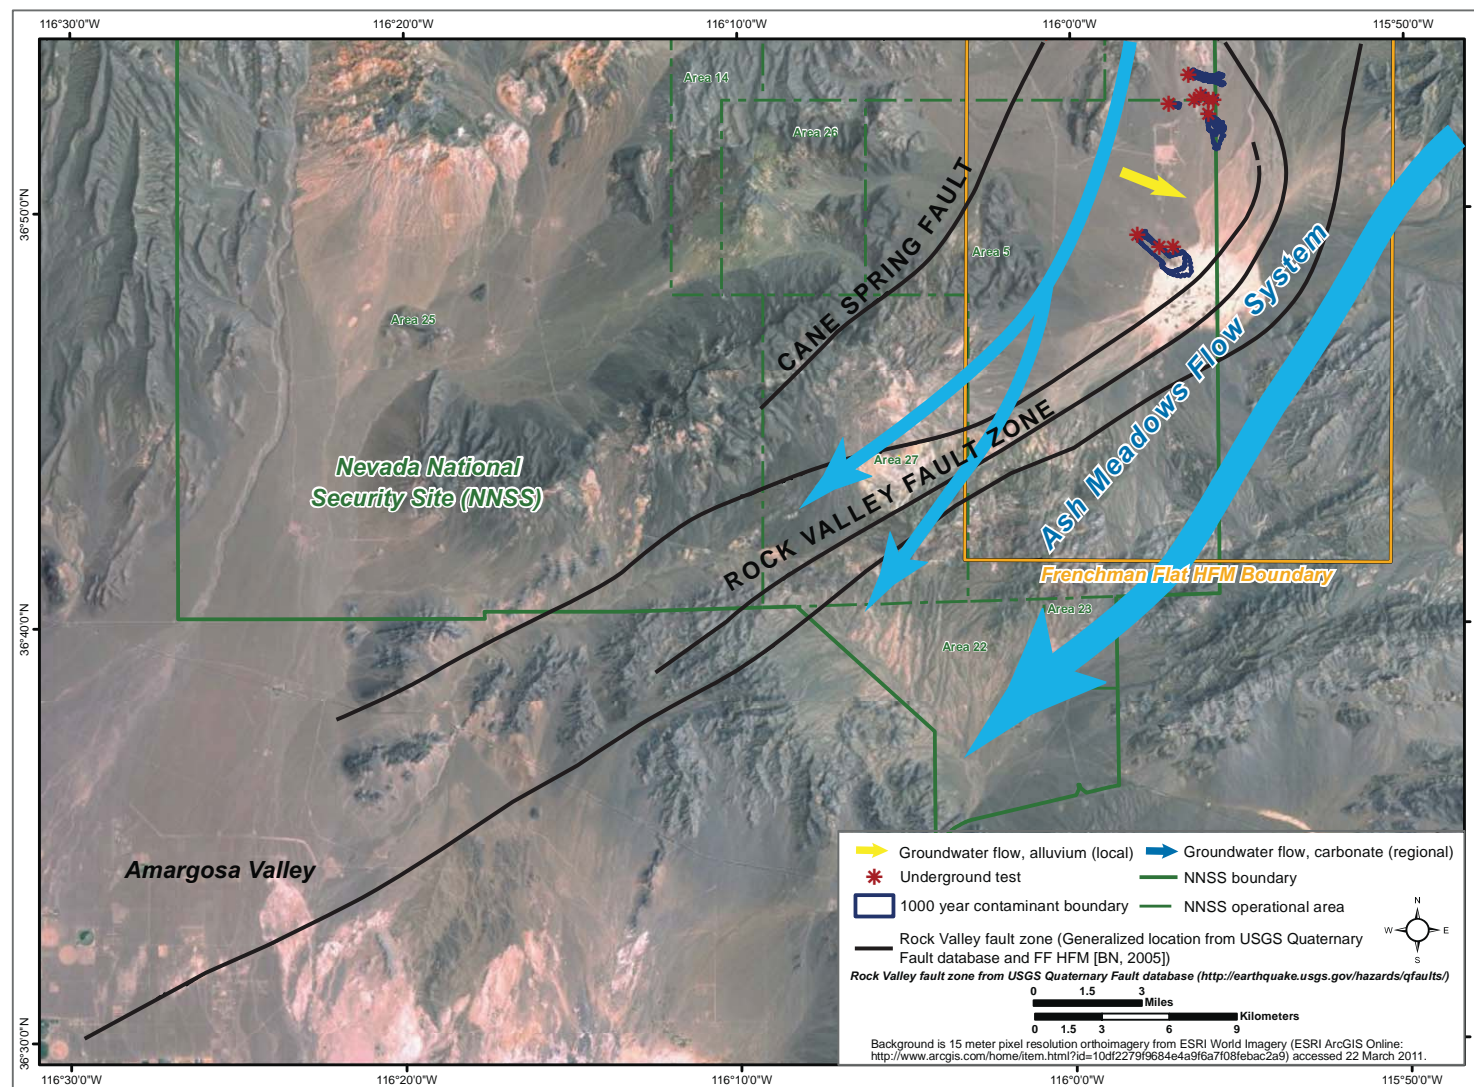 116°30'0"W
116°20'0"W
116°10'0"W
116°0'0"W
115°50'0"W
36°50'0"N
36°40'0"N
36°30'0"N
Area 14
Area 26
Area 5
Area 25
CANE SPRING FAULT
Ash Meadows Flow System
Nevada National
Security Site (NNSS)
Area 27
ROCK VALLEY FAULT ZONE
Frenchman Flat HFM Boundary
Area 23
Area 22
Amargosa Valley
Groundwater flow, alluvium (local)
Groundwater flow, carbonate (regional)
Underground test
NNSS boundary
1000 year contaminant boundary
NNSS operational area
N
W
E
S
Rock Valley fault zone (Generalized location from USGS Quaternary
Fault database and FF HFM [BN, 2005])
Rock Valley fault zone from USGS Quaternary Fault database (http://earthquake.usgs.gov/hazards/qfaults/)
0 1.5 3
Miles
Kilometers
0 1.5 3 6 9
Background is 15 meter pixel resolution orthoimagery from ESRI World Imagery (ESRI ArcGIS Online:
http://www.arcgis.com/home/item.html?id=10df2279f9684e4a9f6a7f08febac2a9) accessed 22 March 2011.
116°30'0"W
116°20'0"W
116°10'0"W
116°0'0"W
115°50'0"W